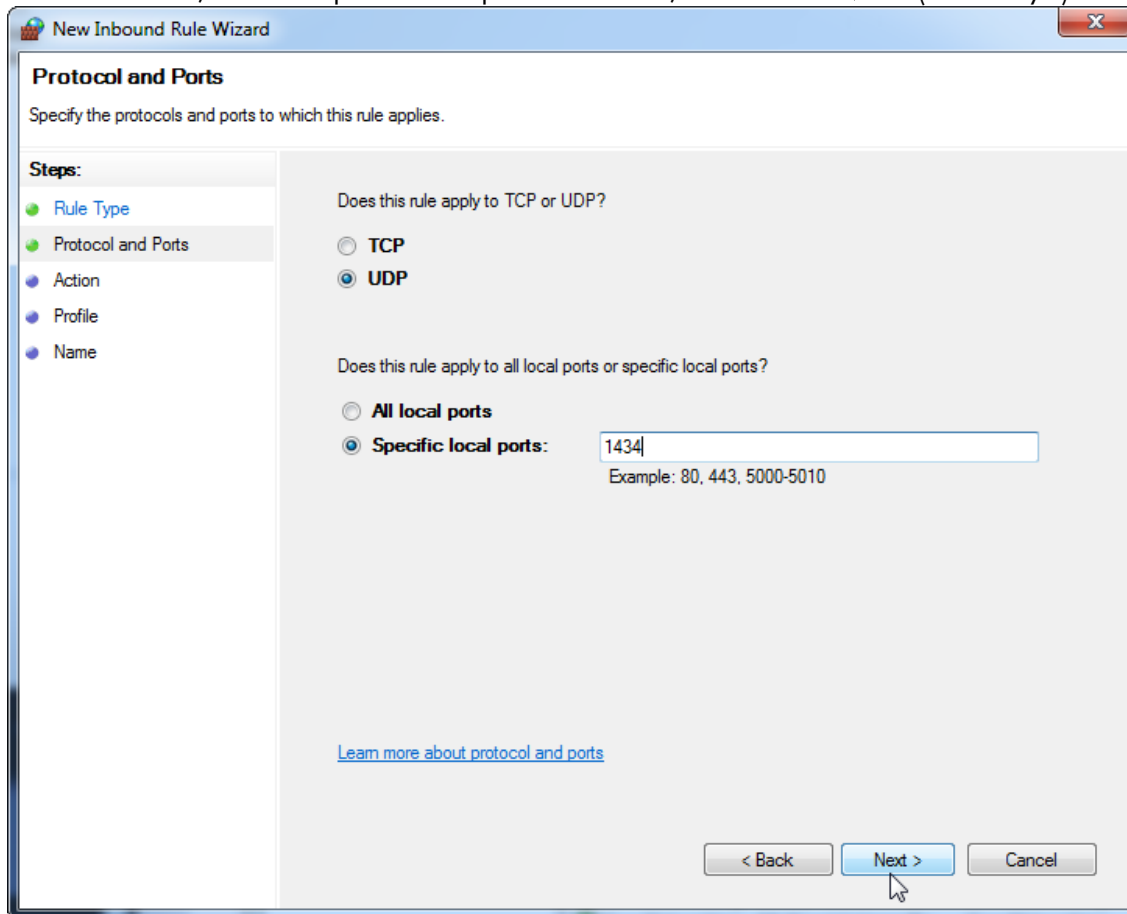 New Inbound Rule Wizard
Protocol and Ports
Specify the protocols and ports to which this rule applies.
Steps:
Rule Type
Protocol and Ports
Action
Profile
Name
Does this rule apply to TCP or UDP?
TCP
UDP
Does this rule apply to all local ports or specific local ports?
All local ports
Specific local ports: 1434
Example: 80, 443, 5000-5010
Learn more about protocol and ports
< Back Next > Cancel